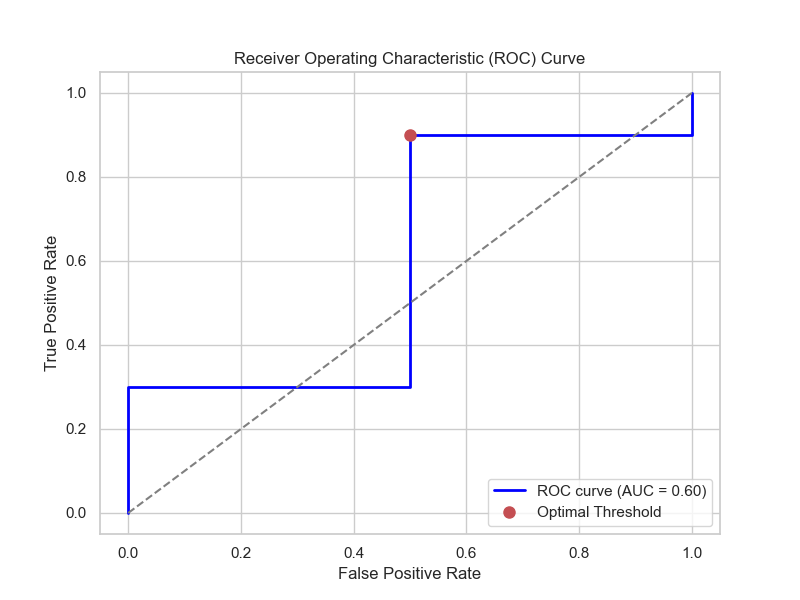 Receiver Operating Characteristic (ROC) Curve
True Positive Rate
1.0
0.8
0.6
0.4
0.2
0.0
ROC curve (AUC = 0.60)
Optimal Threshold
0.0 0.2 0.4 0.6 0.8 1.0
False Positive Rate